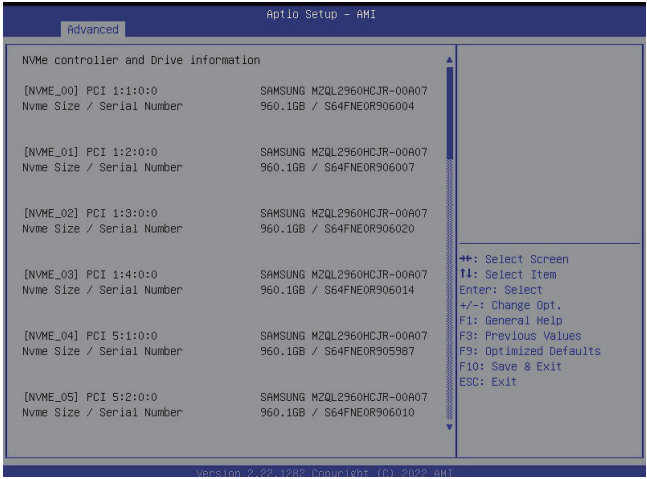 Aptio Setup - AMI
Advanced
NVMe controller and Drive information
[NVME_00] PCI 1:1:0:0 SAMSUNG MZQL2960HCJR-00A07
Nvme Size / Serial Number 960.1GB / S64FNE0R906004
[NVME_01] PCI 1:2:0:0 SAMSUNG MZQL2960HCJR-00A07
Nvme Size / Serial Number 960.1GB / S64FNE0R906007
[NVME_02] PCI 1:3:0:0 SAMSUNG MZQL2960HCJR-00A07
Nvme Size / Serial Number 960.1GB / S64FNE0R906020
[NVME_03] PCI 1:4:0:0 SAMSUNG MZQL2960HCJR-00A07
Nvme Size / Serial Number 960.1GB / S64FNE0R906014
[NVME_04] PCI 5:1:0:0 SAMSUNG MZQL2960HCJR-00A07
Nvme Size / Serial Number 960.1GB / S64FNE0R905987
[NVME_05] PCI 5:2:0:0 SAMSUNG MZQL2960HCJR-00A07
Nvme Size / Serial Number 960.1GB / S64FNE0R906010
→←: Select Screen
↑↓: Select Item
Enter: Select
+/-: Change Opt.
F1: General Help
F3: Previous Values
F9: Optimized Defaults
F10: Save & Exit
ESC: Exit
Version 2.22.1282 Copyright (C) 2022 AMI